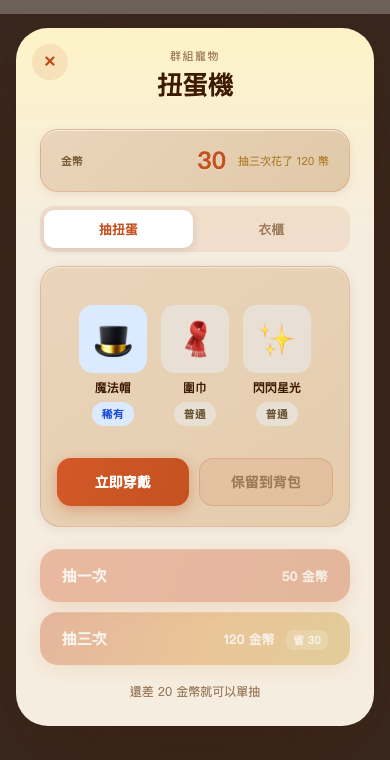 ×
群組寵物
扭蛋機
金幣 30 抽三次花了 120 幣
抽扭蛋 衣櫃
魔法帽 圍巾 閃閃星光
稀有 普通 普通
立即穿戴 保留到背包
抽一次 50 金幣
抽三次 120 金幣 省 30
還差 20 金幣就可以單抽